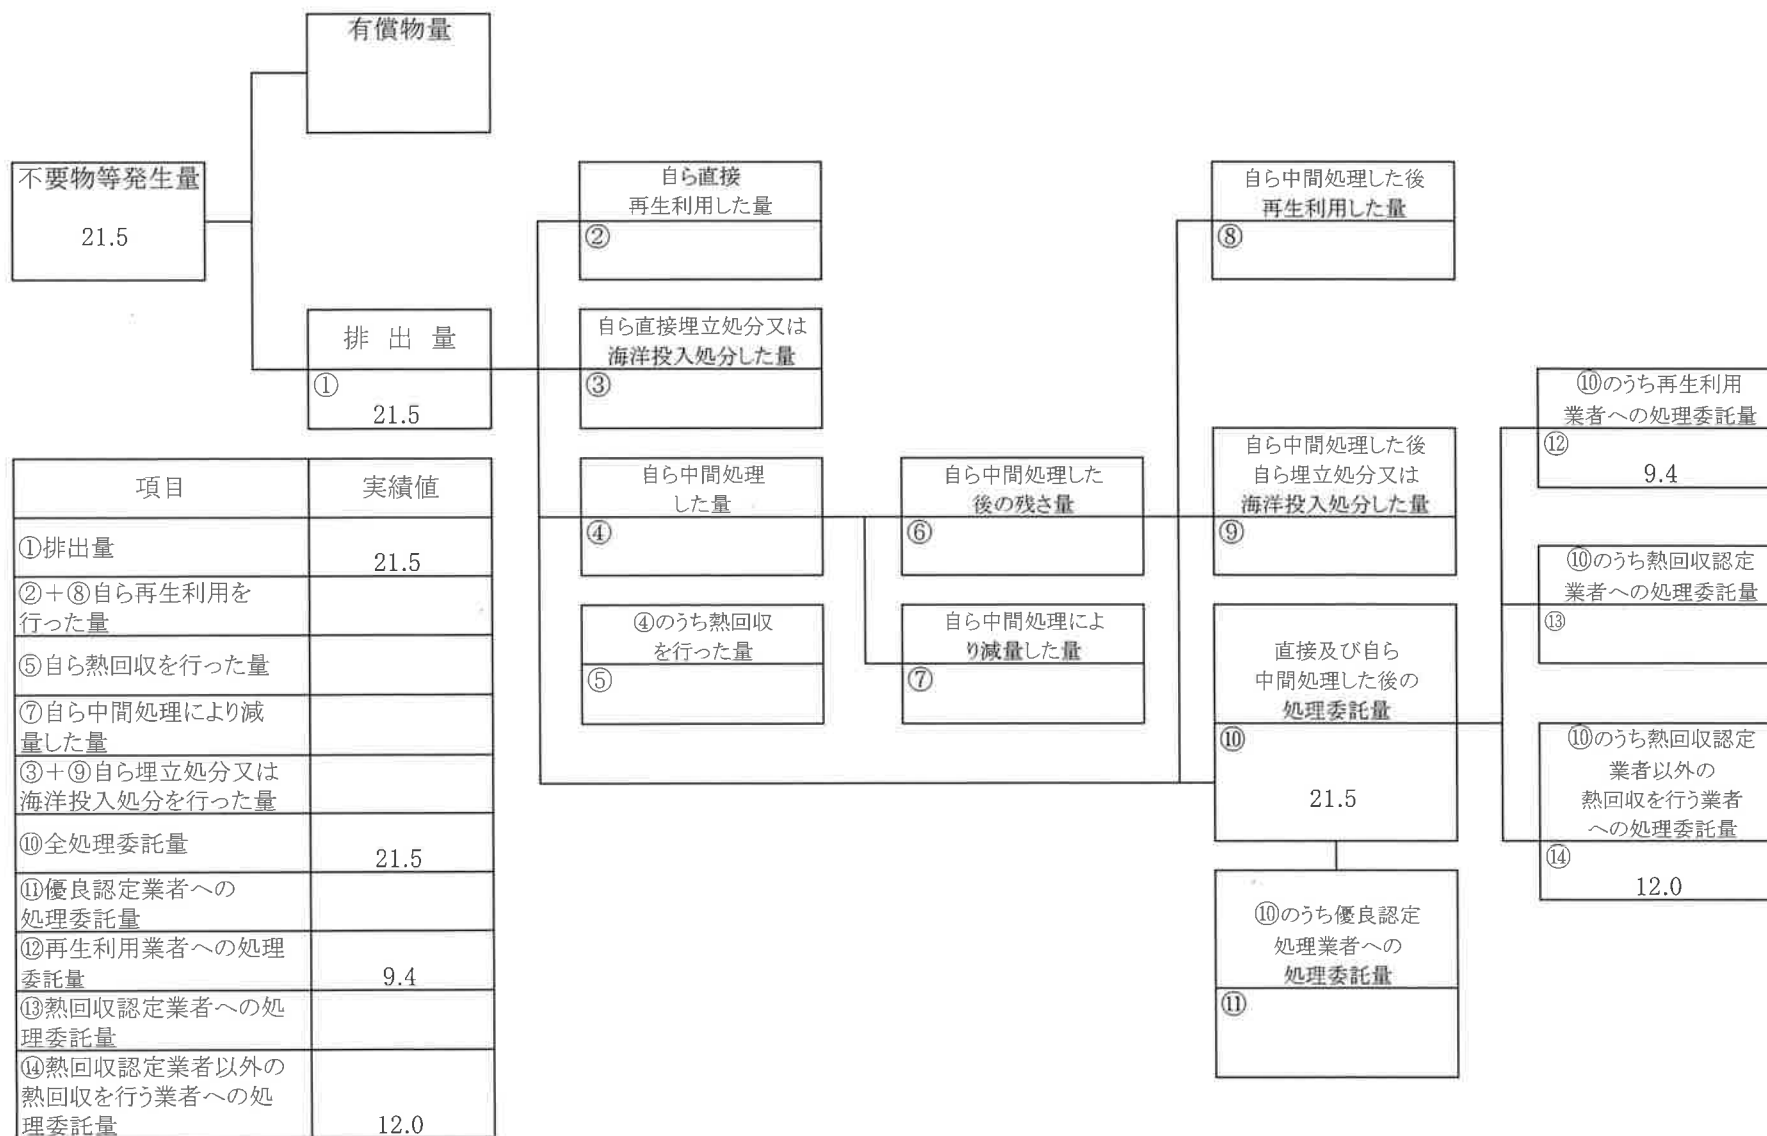 有償物量
不要物等発生量
21.5
排 出 量
①
21.5
自ら直接
再生利用した量
②
自ら直接埋立処分又は
海洋投入処分した量
③
自ら中間処理
した量
④
④のうち熱回収
を行った量
⑤
自ら中間処理した
後の残さ量
⑥
自ら中間処理によ
り減量した量
⑦
自ら中間処理した後
再生利用した量
⑧
自ら中間処理した後
自ら埋立処分又は
海洋投入処分した量
⑨
直接及び自ら
中間処理した後の
処理委託量
⑩
21.5
⑩のうち優良認定
処理業者への
処理委託量
⑪
⑩のうち再生利用
業者への処理委託量
⑫
9.4
⑩のうち熱回収認定
業者への処理委託量
⑬
⑩のうち熱回収認定
業者以外の
熱回収を行う業者
への処理委託量
⑭
12.0
項目 実績値
①排出量 21.5
②＋⑧自ら再生利用を
行った量
⑤自ら熱回収を行った量
⑦自ら中間処理により減
量した量
③＋⑨自ら埋立処分又は
海洋投入処分を行った量
⑩全処理委託量 21.5
⑪優良認定業者への
処理委託量
⑫再生利用業者への処理
委託量 9.4
⑬熱回収認定業者への処
理委託量
⑭熱回収認定業者以外の
熱回収を行う業者への処
理委託量 12.0